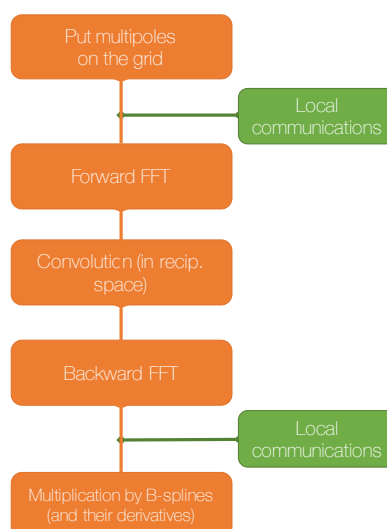 Put multipoles
on the grid
Local
communications
Forward FFT
Convolution (in recip.
space)
Backward FFT
Local
communications
Multiplication by B-splines
(and their derivatives)